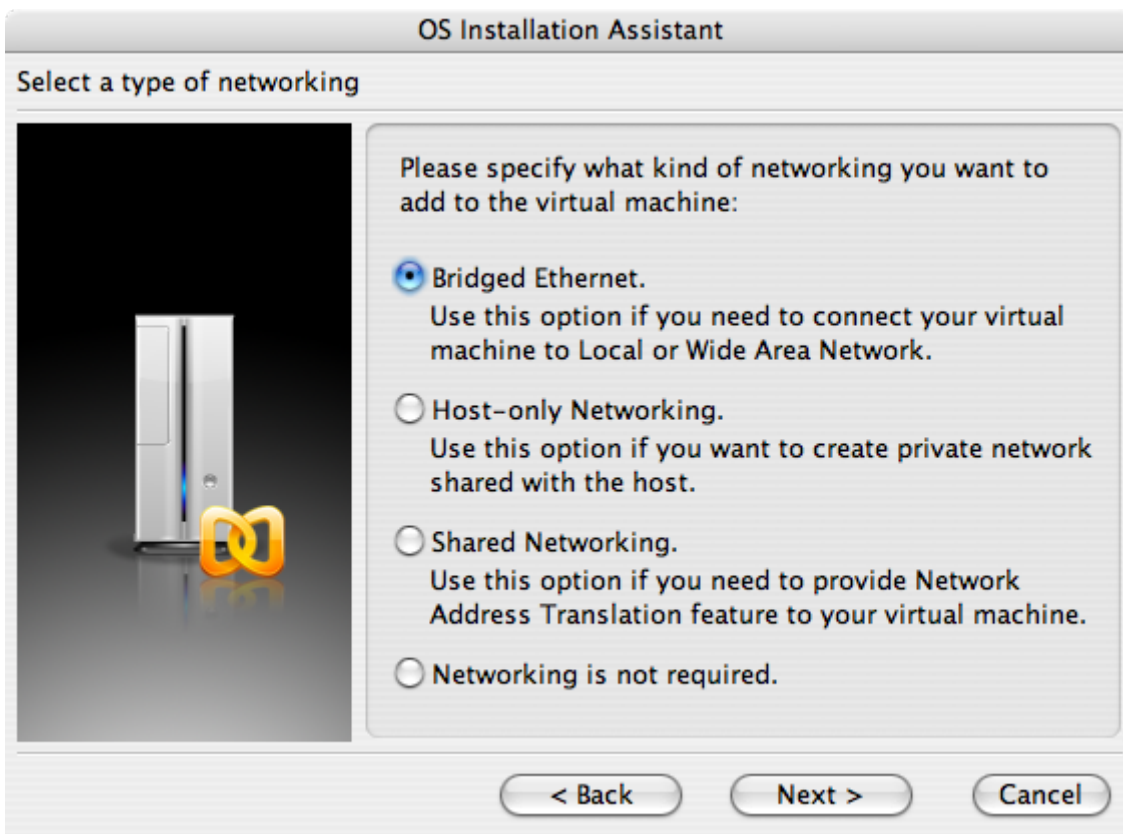 OS Installation Assistant
Select a type of networking
Please specify what kind of networking you want to
add to the virtual machine:
Bridged Ethernet.
Use this option if you need to connect your virtual
machine to Local or Wide Area Network.
Host-only Networking.
Use this option if you want to create private network
shared with the host.
Shared Networking.
Use this option if you need to provide Network
Address Translation feature to your virtual machine.
Networking is not required.
< Back
Next >
Cancel